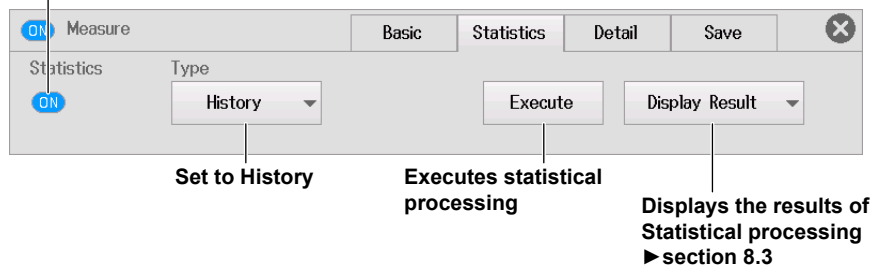 ON Measure Basic Statistics Detail Save
Statistics Type
ON History Execute Display Result
Set to History Executes statistical
processing
Displays the results of
Statistical processing
►section 8.3